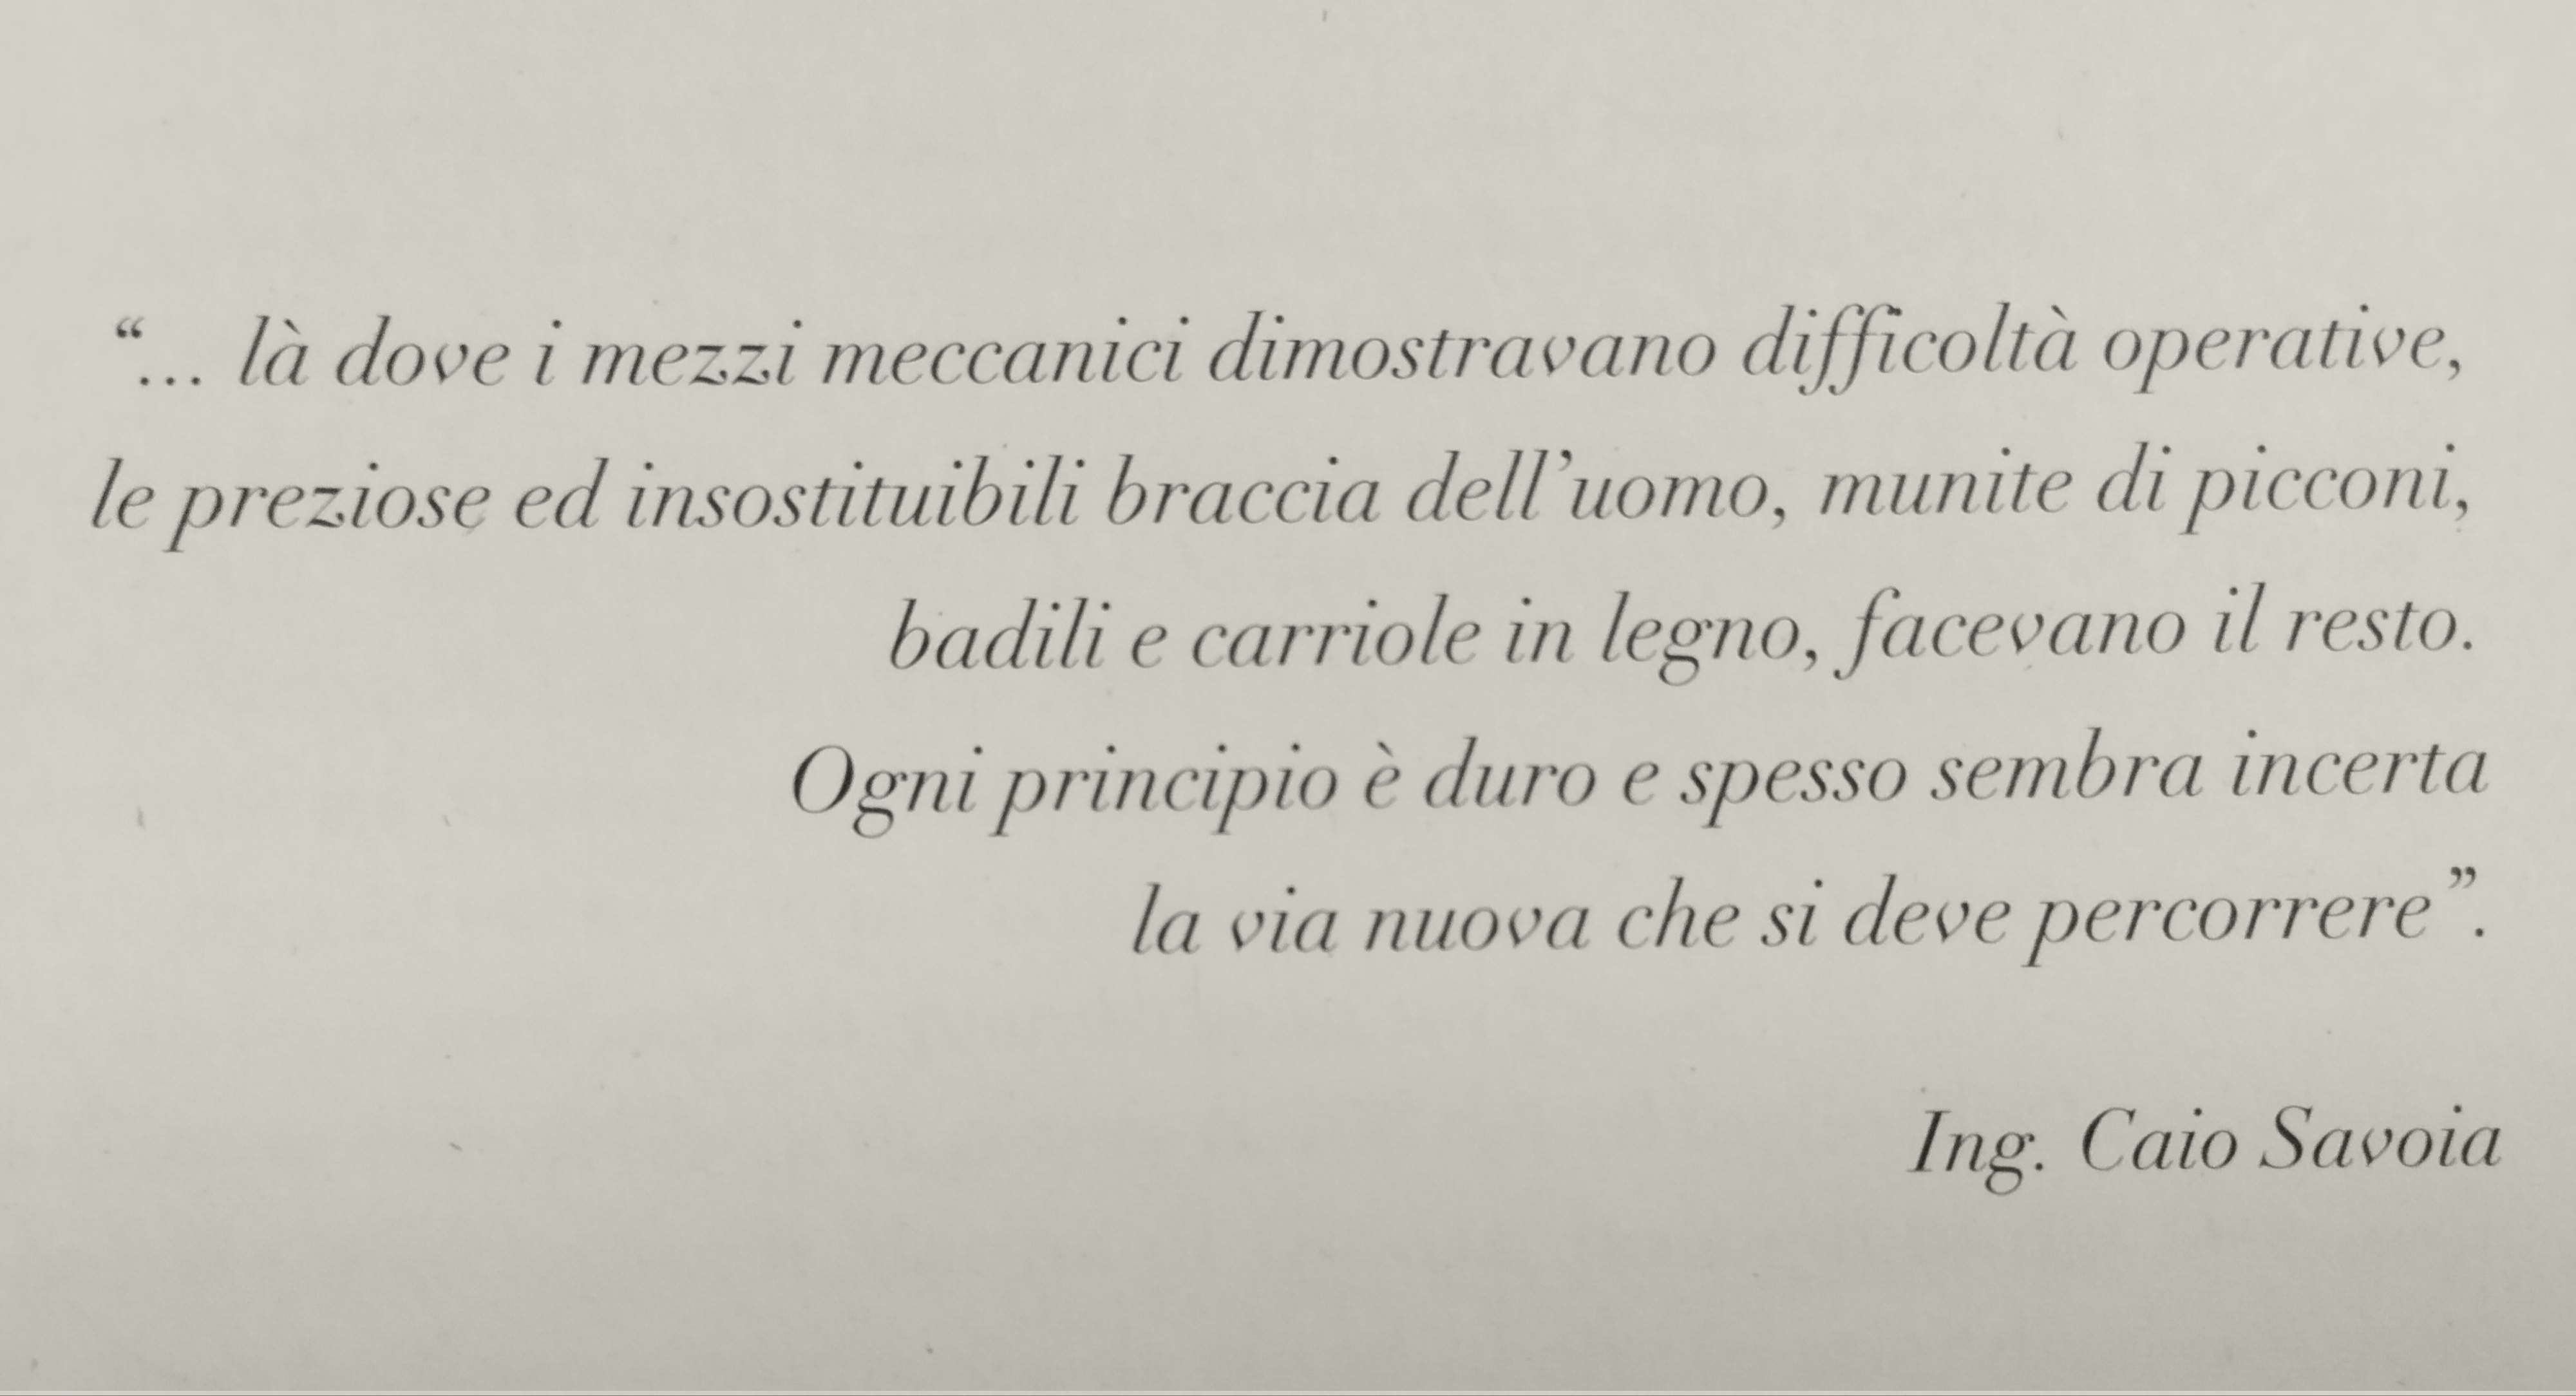 “... là dove i mezzi meccanici dimostravano difficoltà operative,
le preziose ed insostituibili braccia dell’uomo, munite di picconi,
badili e carriole in legno, facevano il resto.
Ogni principio è duro e spesso sembra incerta
la via nuova che si deve percorrere”.
Ing. Caio Savoia